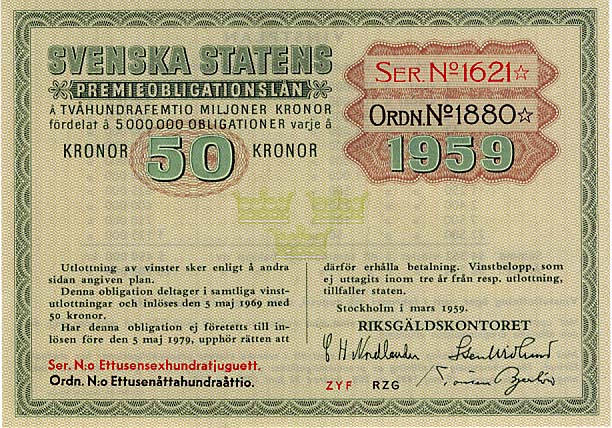 SVENSKA STATENS
PREMIEOBLIGATIONSLÅN
Å TVÅHUNDRAFEMTIO MILJONER KRONOR
fördelat å 5 000 000 OBLIGATIONER varje å
KRONOR 50 KRONOR
SER. No 1621☆
ORDN. No 1880☆
1959
Utlottning av vinster sker enligt å andra
sidan angiven plan.
Denna obligation deltager i samtliga vinst-
utlottningar och inlöses den 5 maj 1969 med
50 kronor.
Har denna obligation ej företetts till in-
lösen före den 5 maj 1979, upphör rätten att
därför erhålla betalning. Vinstbelopp, som
ej uttagits inom tre år från resp. utlottning,
tillfaller staten.
Stockholm i mars 1959.
RIKSGÄLDSKONTORET
Ser. N:o Ettusensexhundratjuguett.
Ordn. N:o Ettusenåttahundraåttio.
ZYF RZG